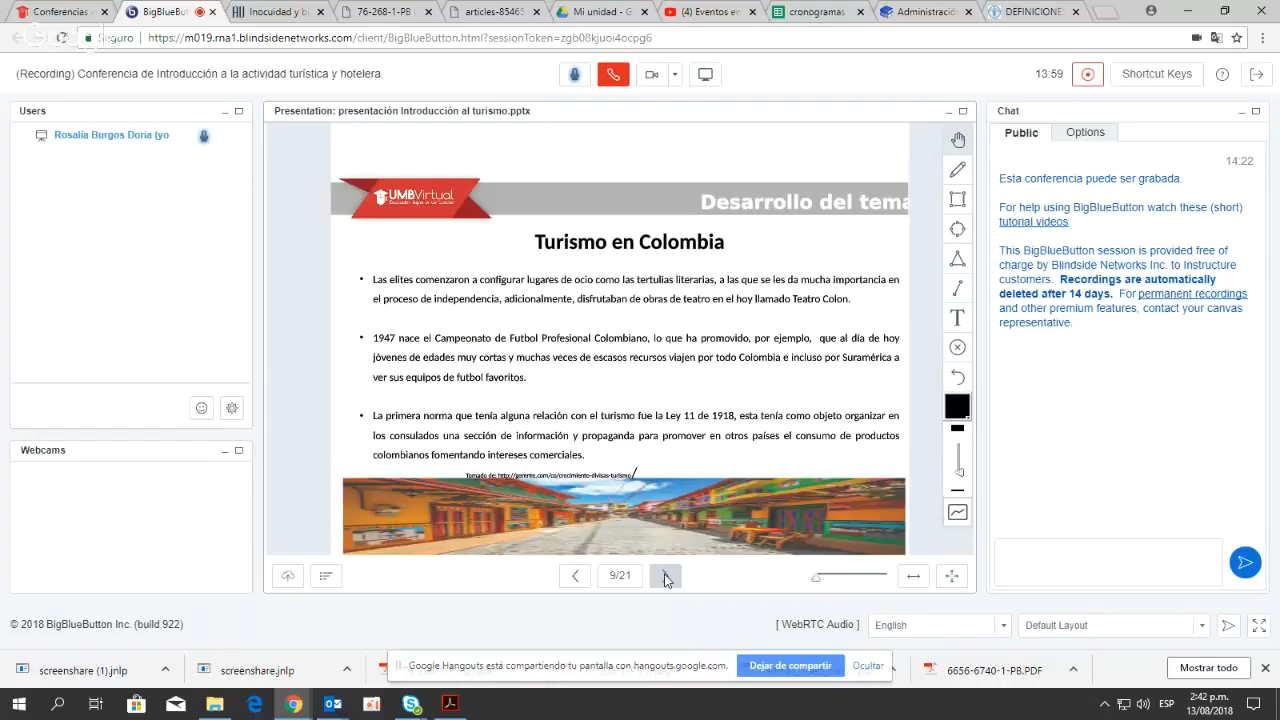 Conferencias e
BigBlueBut
Inocuidad y bi
76-268-1-PB
articles-85465
Mi unidad - G
(4) Eventos en
cronogramas
Administració
DEFINICIONE
https://m019.rna1.blindsidenetworks.com/client/BigBlueButton.html?sessionToken=zgb08kjuoi4ocpg6
(Recording) Conferencia de Introducción a la actividad turística y hotelera
13:59
Shortcut Keys
Users
Presentation: presentación Introducción al turismo.pptx
Chat
Rosalía Burgos Doria (yo
Public
Options
14:22
Esta conferencia puede ser grabada.
For help using BigBlueButton watch these (short)
tutorial videos.
This BigBlueButton session is provided free of
charge by Blindside Networks Inc. to Instructure
customers. Recordings are automatically
deleted after 14 days. For permanent recordings
and other premium features, contact your canvas
representative.
UMBVirtual
Desarrollo del tema
Turismo en Colombia
• Las elites comenzaron a configurar lugares de ocio como las tertulias literarias, a las que se les da mucha importancia en
el proceso de independencia, adicionalmente, disfrutaban de obras de teatro en el hoy llamado Teatro Colon.
• 1947 nace el Campeonato de Futbol Profesional Colombiano, lo que ha promovido, por ejemplo, que al día de hoy
jóvenes de edades muy cortas y muchas veces de escasos recursos viajen por todo Colombia e incluso por Suramérica a
ver sus equipos de futbol favoritos.
• La primera norma que tenía alguna relación con el turismo fue la Ley 11 de 1918, esta tenía como objeto organizar en
los consulados una sección de información y propaganda para promover en otros países el consumo de productos
colombianos fomentando intereses comerciales.
Tomado de: http://gerente.com/co/crecimiento-divisas-turismo/
T
Webcams
9/21
© 2018 BigBlueButton Inc. (build 922)
[ WebRTC Audio ]
English
Default Layout
screenshare (1).jnlp
screenshare.jnlp
Google Hangouts está compartiendo tu pantalla con hangouts.google.com.
Dejar de compartir
Ocultar
6656-6740-1-PB.PDF
Mostrar todo
ESP
2:42 p.m.
13/08/2018